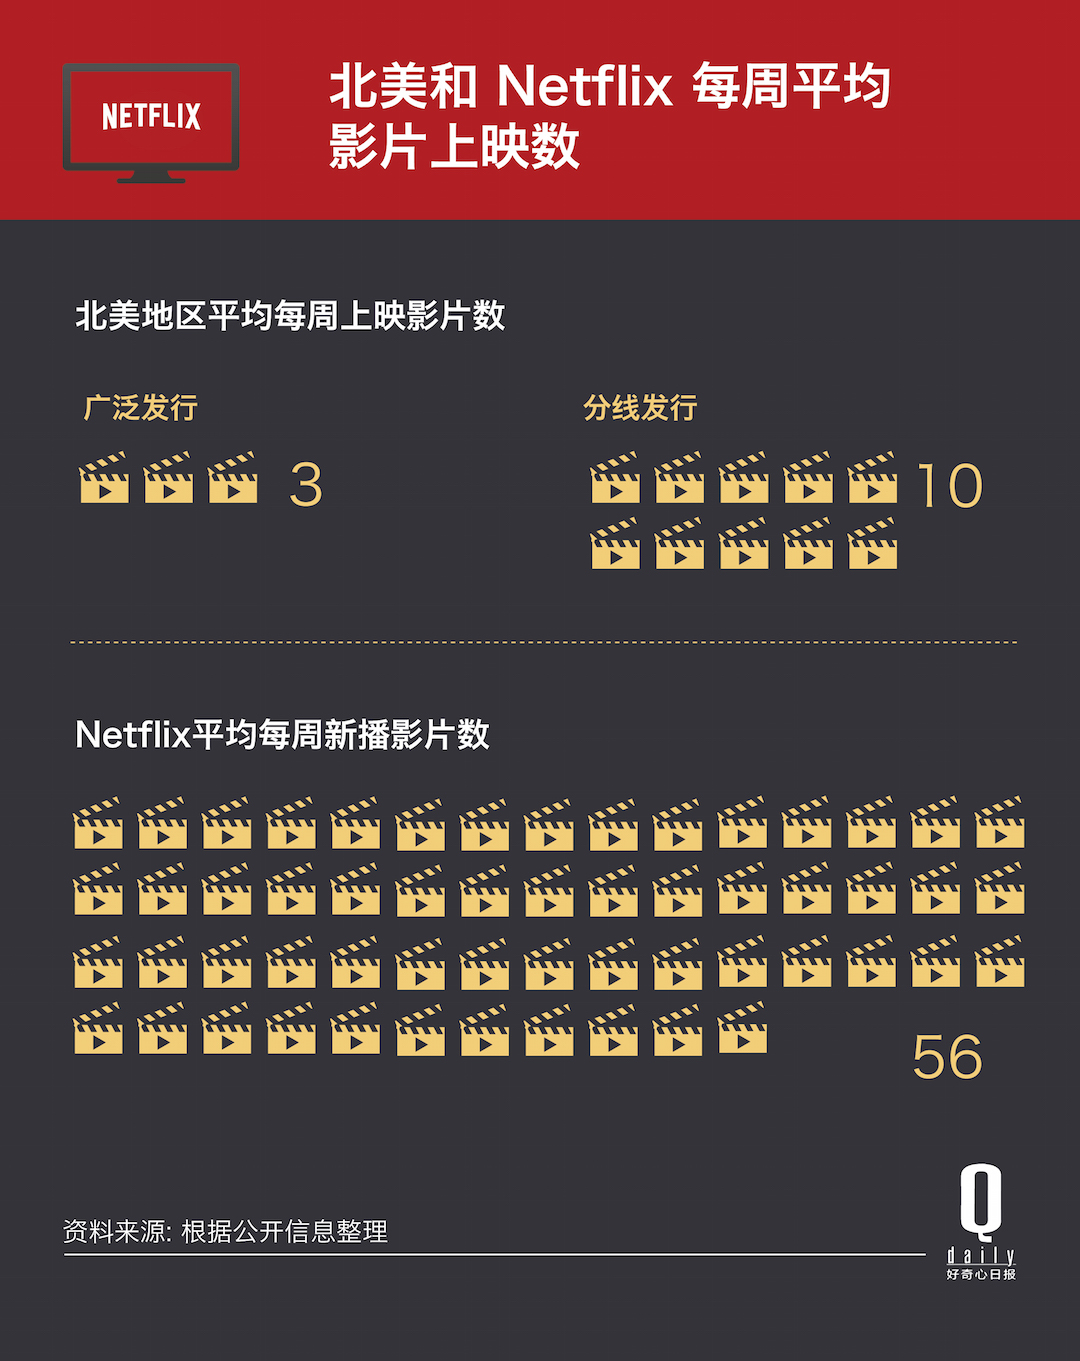 NETFLIX
北美和 Netflix 每周平均
影片上映数
北美地区平均每周上映影片数
广泛发行
分线发行
3
10
Netflix平均每周新播影片数
56
资料来源: 根据公开信息整理
Q
daily
好奇心日报